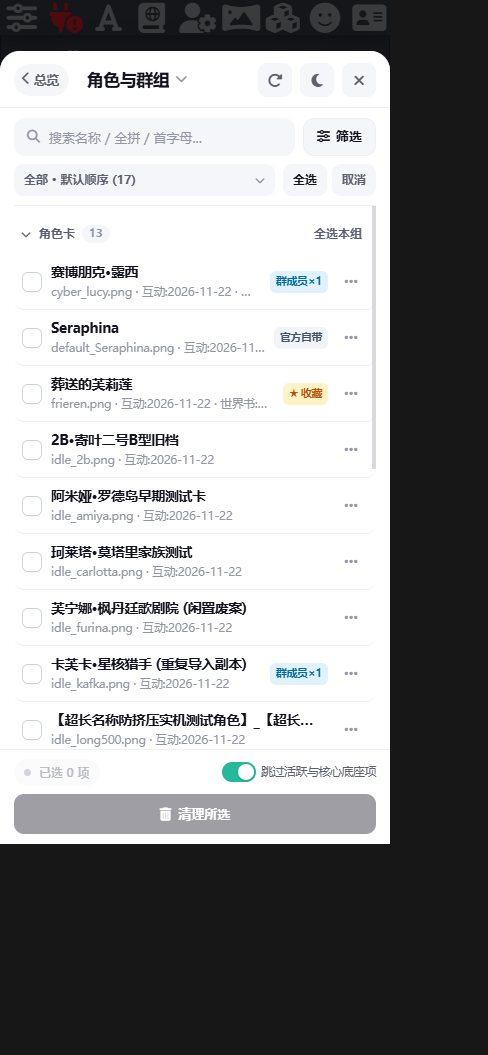 总览
角色与群组
搜索名称 / 全拼 / 首字母...
筛选
全部 • 默认顺序 (17)
全选
取消
角色卡 13
全选本组
赛博朋克•露西
cyber_lucy.png · 互动:2026-11-22 · ...
群成员×1
Seraphina
default_Seraphina.png · 互动:2026-11...
官方自带
葬送的芙莉莲
frieren.png · 互动:2026-11-22 · 世界书:...
★ 收藏
2B•寄叶二号B型旧档
idle_2b.png · 互动:2026-11-22
阿米娅•罗德岛早期测试卡
idle_amiya.png · 互动:2026-11-22
珂莱塔•莫塔里家族测试
idle_carlotta.png · 互动:2026-11-22
芙宁娜•枫丹廷歌剧院 (闲置废案)
idle_furina.png · 互动:2026-11-22
卡芙卡•星核猎手 (重复导入副本)
idle_kafka.png · 互动:2026-11-22
群成员×1
【超长名称防挤压实机测试角色】_【超长...
idle_long500.png · 互动:2026-11-22
已选 0 项
跳过活跃与核心底座项
清理所选